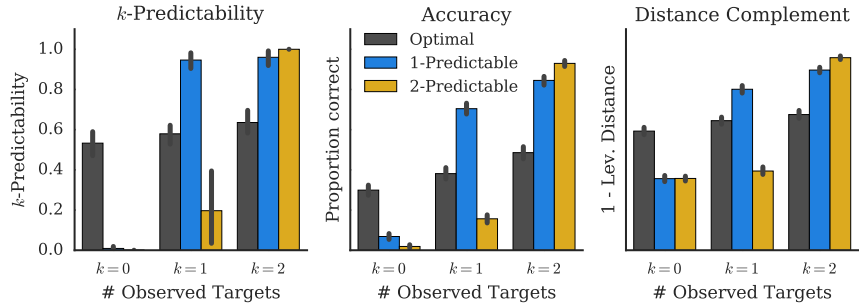 k-Predictability
Accuracy
Distance Complement
k-Predictability
1.0
0.8
0.6
0.4
0.2
0.0
k = 0
k = 1
k = 2
# Observed Targets
Proportion correct
Optimal
1-Predictable
2-Predictable
k = 0
k = 1
k = 2
# Observed Targets
1 - Lev. Distance
k = 0
k = 1
k = 2
# Observed Targets